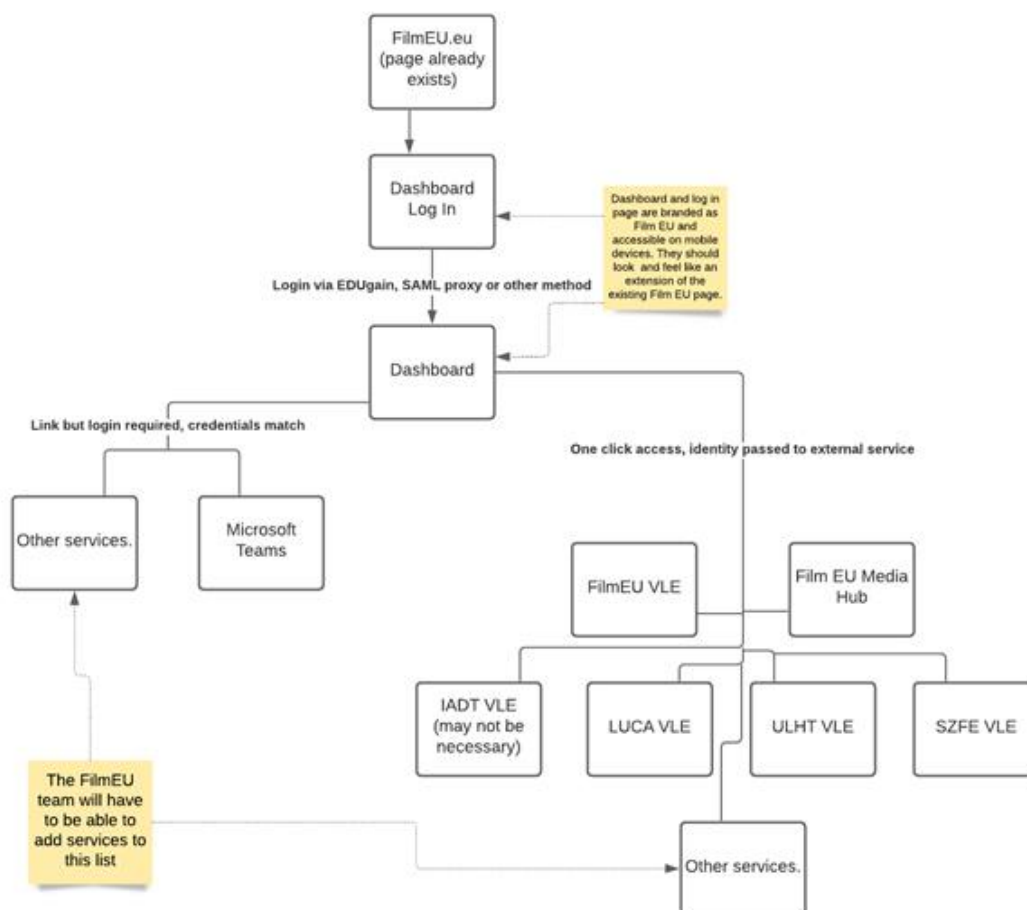 FilmEU.eu
(page already
exists)
Dashboard
Log In
Dashboard and log in
page are branded as
Film EU and
accessible on mobile
devices. They should
look and feel like an
extension of the
existing Film EU page.
Login via EDUgain, SAML proxy or other method
Dashboard
Link but login required, credentials match
One click access, identity passed to external service
Other services.
Microsoft
Teams
FilmEU VLE
Film EU Media
Hub
IADT VLE
(may not be
necessary)
LUCA VLE
ULHT VLE
SZFE VLE
The FilmEU
team will have
to be able to
add services to
this list
Other services.